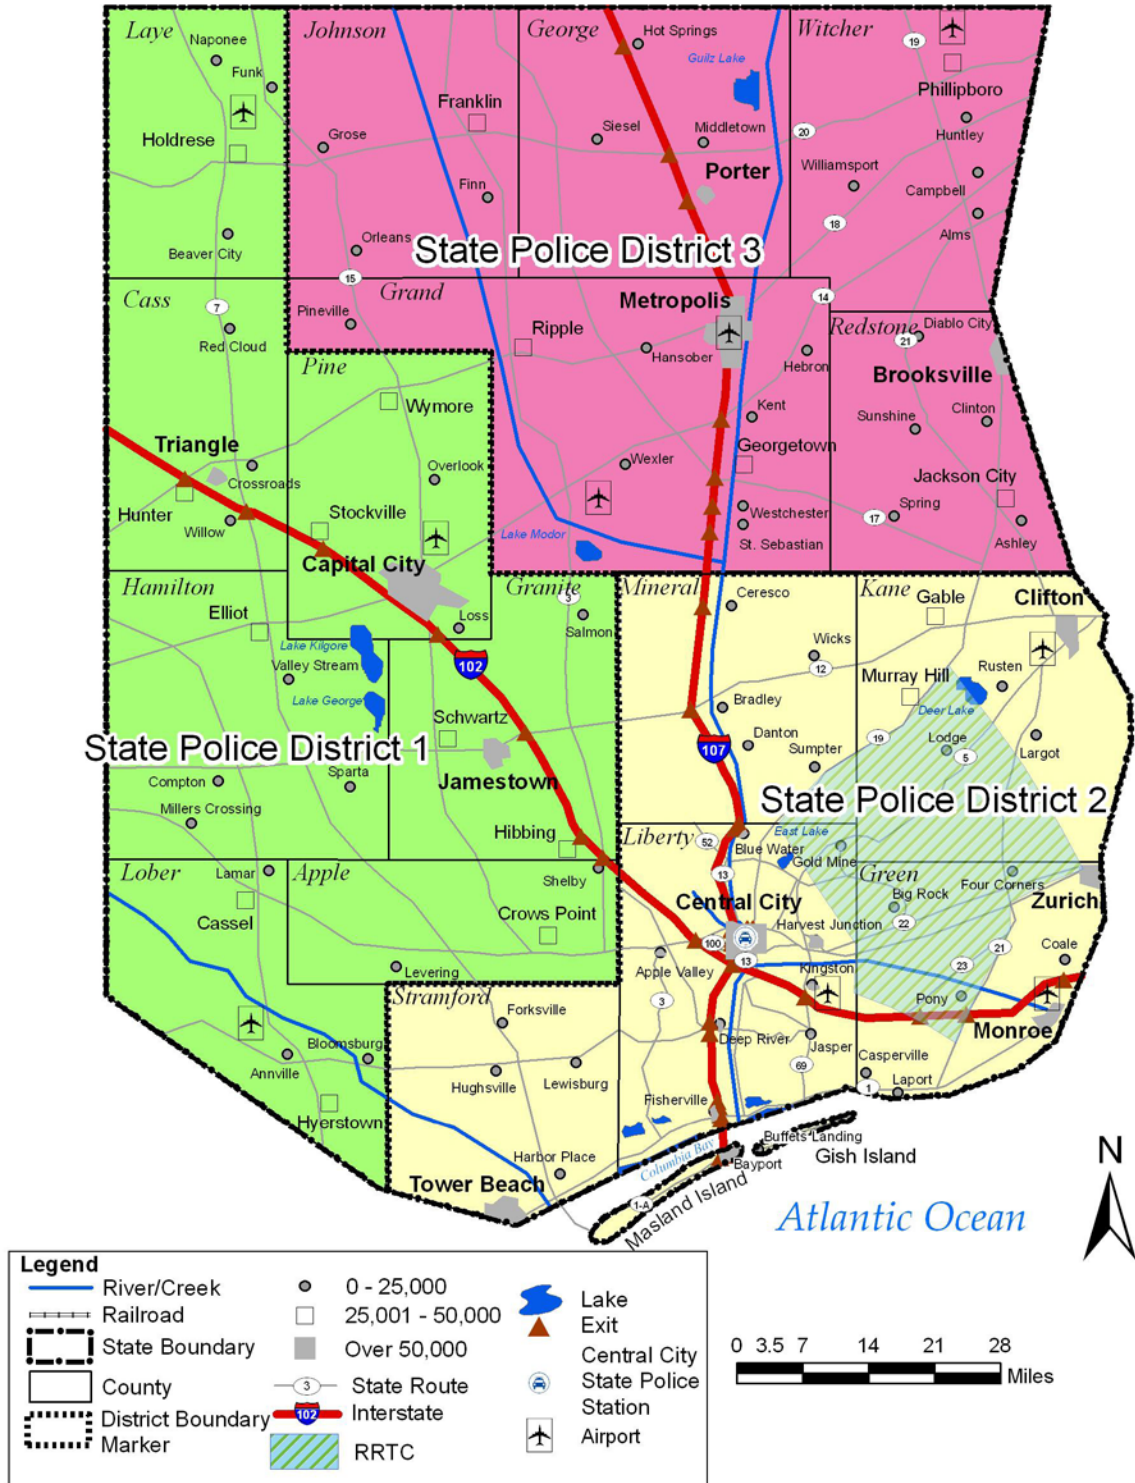 Laye
Johnson
George
Witcher
Naponee
Hot Springs
19
Funk
Guilz Lake
Franklin
Phillipboro
Holdrese
Grose
Siesel
Middletown
20
Huntley
Porter
Williamsport
Finn
Campbell
18
Alms
Beaver City
Orleans
State Police District 3
Cass
15
Grand
Metropolis
14
7
Pineville
Ripple
Redstone
Diablo City
Red Cloud
21
Hansober
Hebron
Pine
Brooksville
Wymore
Kent
Sunshine
Clinton
Triangle
Georgetown
Overlook
Wexler
Crossroads
Jackson City
Hunter
Stockville
Westchester
17
Spring
Willow
Lake Modor
St. Sebastian
Ashley
Capital City
Hamilton
Granite
Mineral
Kane
3
Ceresco
Gable
Clifton
Elliot
Loss
Salmon
Lake Kilgore
Wicks
Valley Stream
102
12
Rusten
Murray Hill
Lake George
Bradley
Deer Lake
Schwartz
State Police District 1
107
Danton
19
Lodge
Largot
Sumpter
5
Compton
Sparta
Jamestown
State Police District 2
Millers Crossing
Hibbing
Liberty
52
East Lake
Blue Water
Gold Mine
Lober
Lamar
Apple
Shelby
13
Green
Four Corners
Cassel
Crows Point
Central City
Big Rock
Zurich
22
Harvest Junction
100
21
Coale
13
Levering
Apple Valley
Kingston
23
Stramford
3
Pony
Forksville
Monroe
Deep River
Jasper
Bloomsburg
Casperville
Annville
Hughsville
Lewisburg
69
1
Laport
Hyerstown
Fisherville
Buffets Landing
Harbor Place
Columbia Bay
Bayport
Gish Island
N
Tower Beach
1-A
Masland Island
Atlantic Ocean
Legend
River/Creek
0 - 25,000
Lake
Railroad
25,001 - 50,000
Exit
State Boundary
Over 50,000
Central City
State Police
Station
County
3
State Route
District Boundary
Marker
102
Interstate
Airport
RRTC
0 3.5 7 14 21 28
Miles